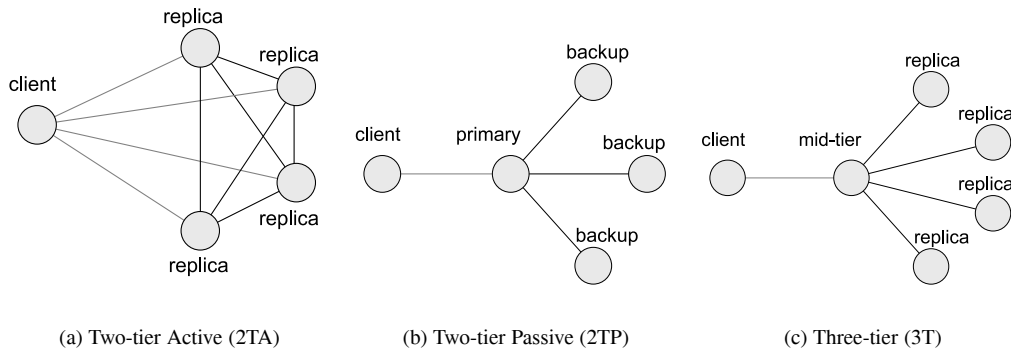 replica
replica
client
replica
replica
(a) Two-tier Active (2TA)
backup
client
primary
backup
backup
(b) Two-tier Passive (2TP)
replica
replica
client
mid-tier
replica
replica
(c) Three-tier (3T)